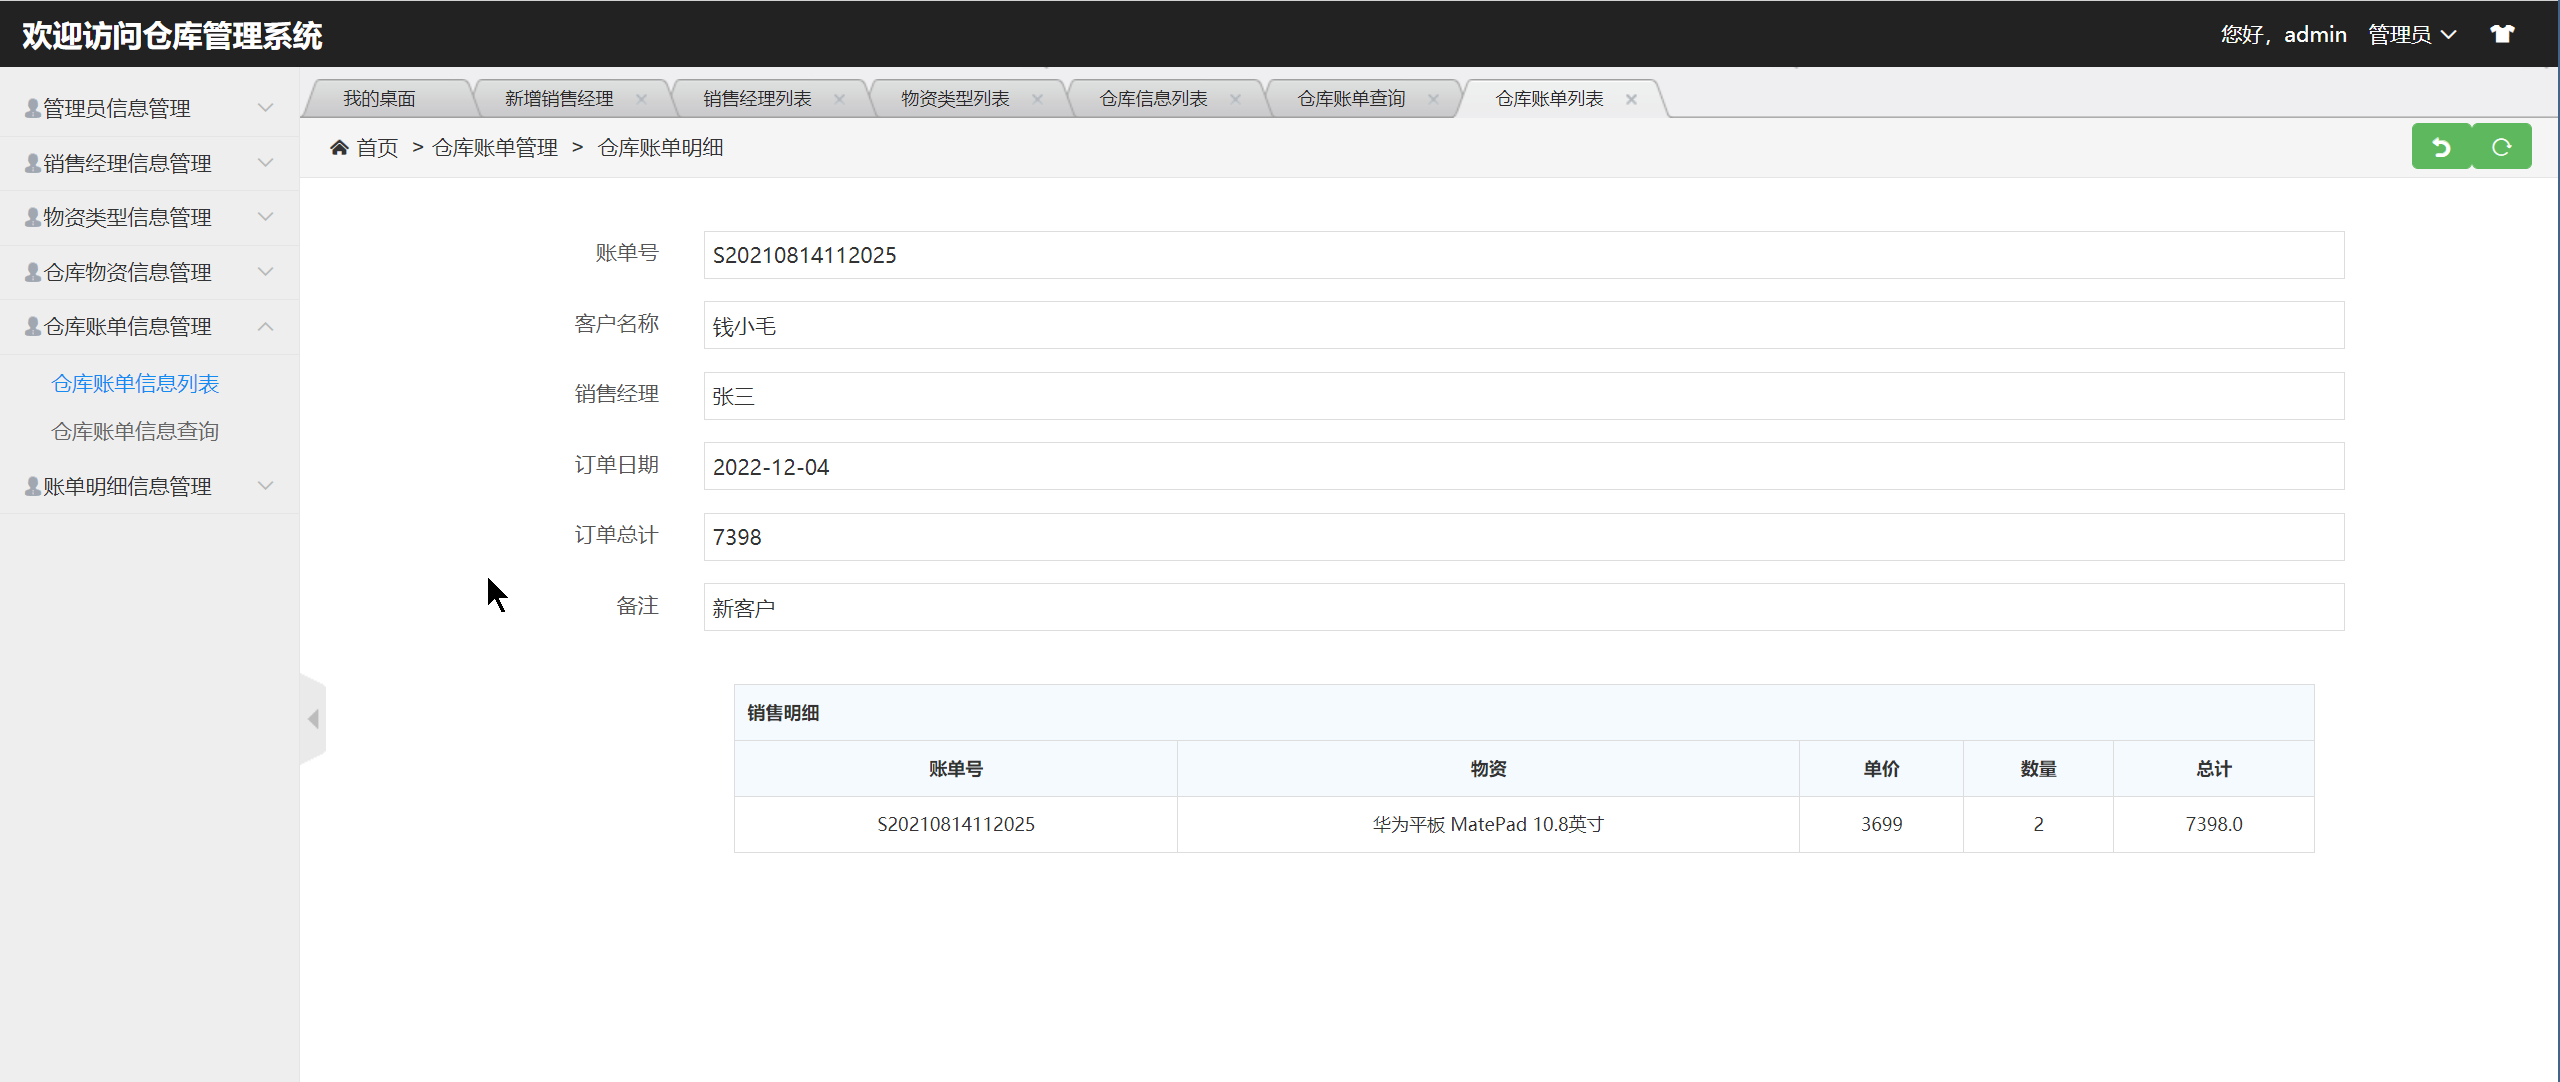 欢迎访问仓库管理系统
您好，admin 管理员
管理员信息管理
销售经理信息管理
物资类型信息管理
仓库物资信息管理
仓库账单信息管理
仓库账单信息列表
仓库账单信息查询
账单明细信息管理
我的桌面 新增销售经理 销售经理列表 物资类型列表 仓库信息列表 仓库账单查询 仓库账单列表
首页 > 仓库账单管理 > 仓库账单明细
账单号 S20210814112025
客户名称 钱小毛
销售经理 张三
订单日期 2022-12-04
订单总计 7398
备注 新客户
销售明细
账单号 物资 单价 数量 总计
S20210814112025 华为平板 MatePad 10.8英寸 3699 2 7398.0